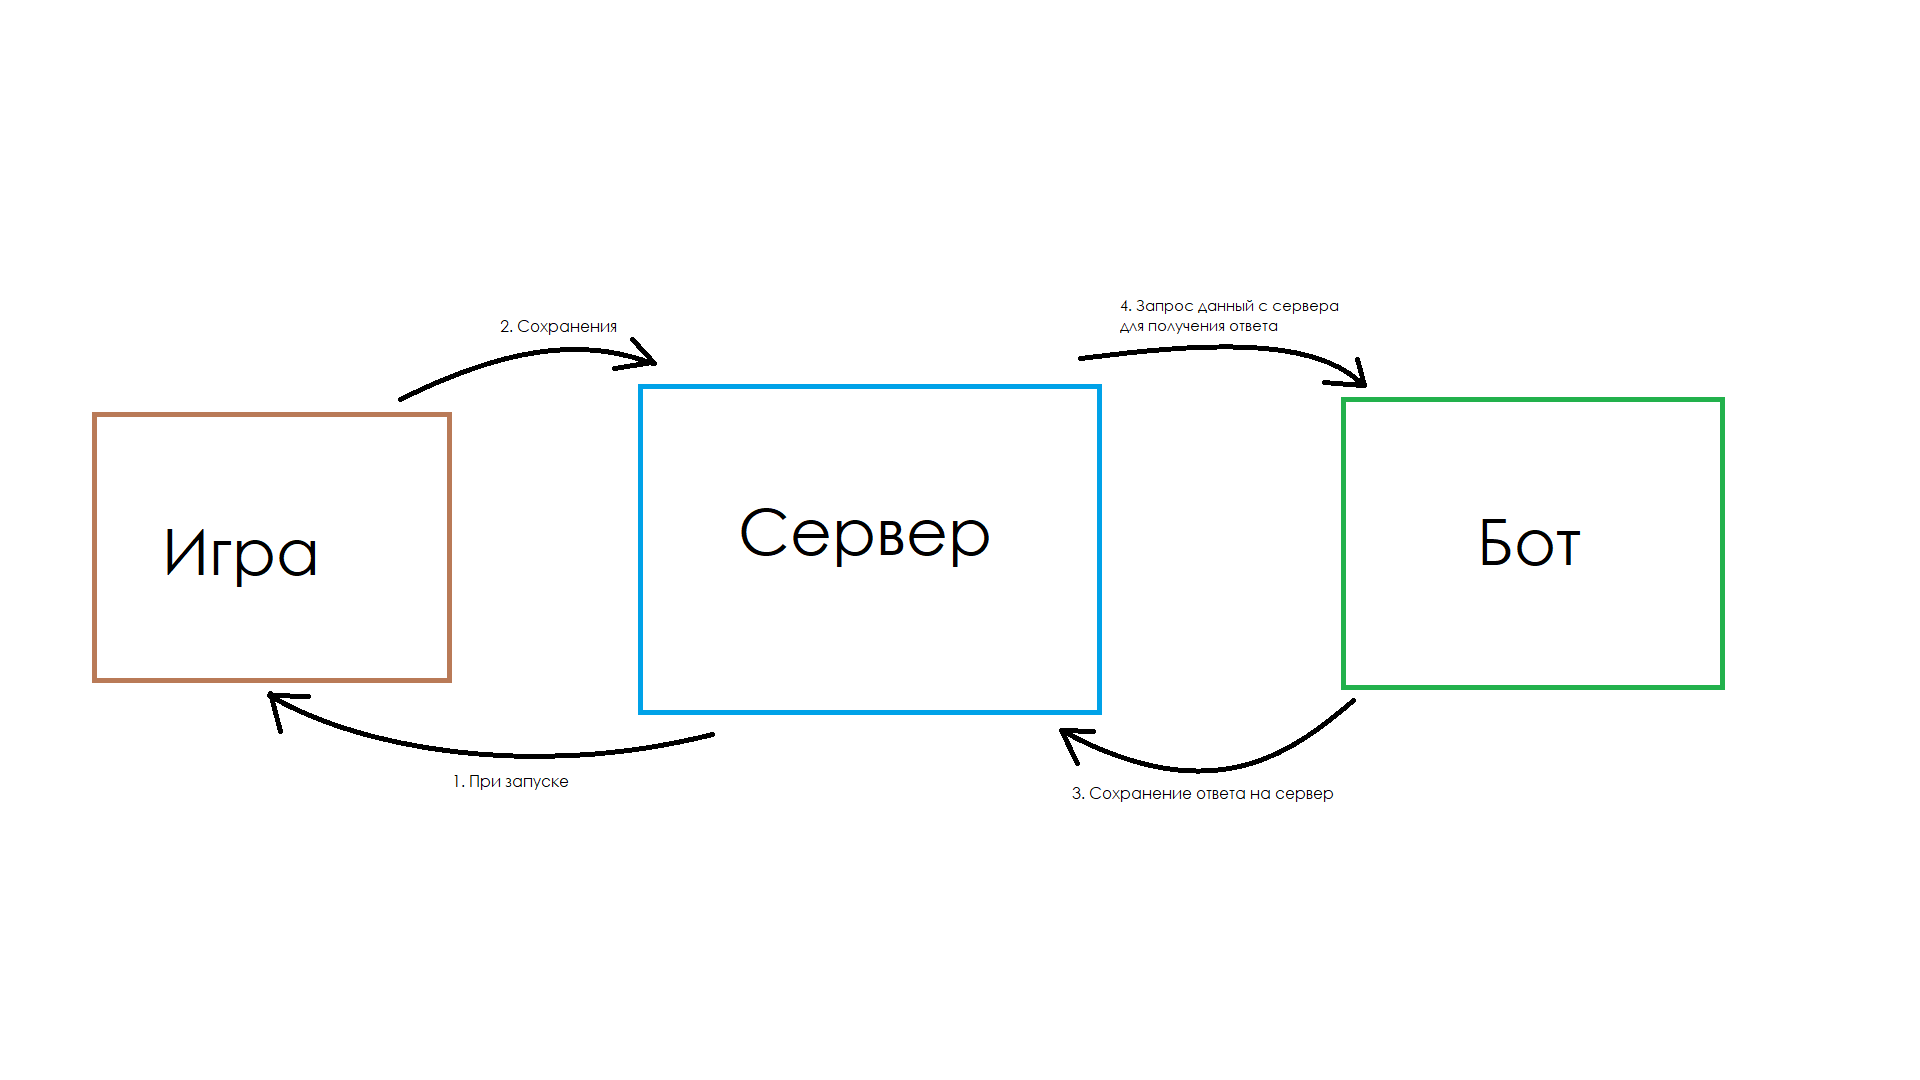 4. Запрос данный с сервера
для получения ответа
2. Сохранения
Игра
Сервер
Бот
1. При запуске
3. Сохранение ответа на сервер